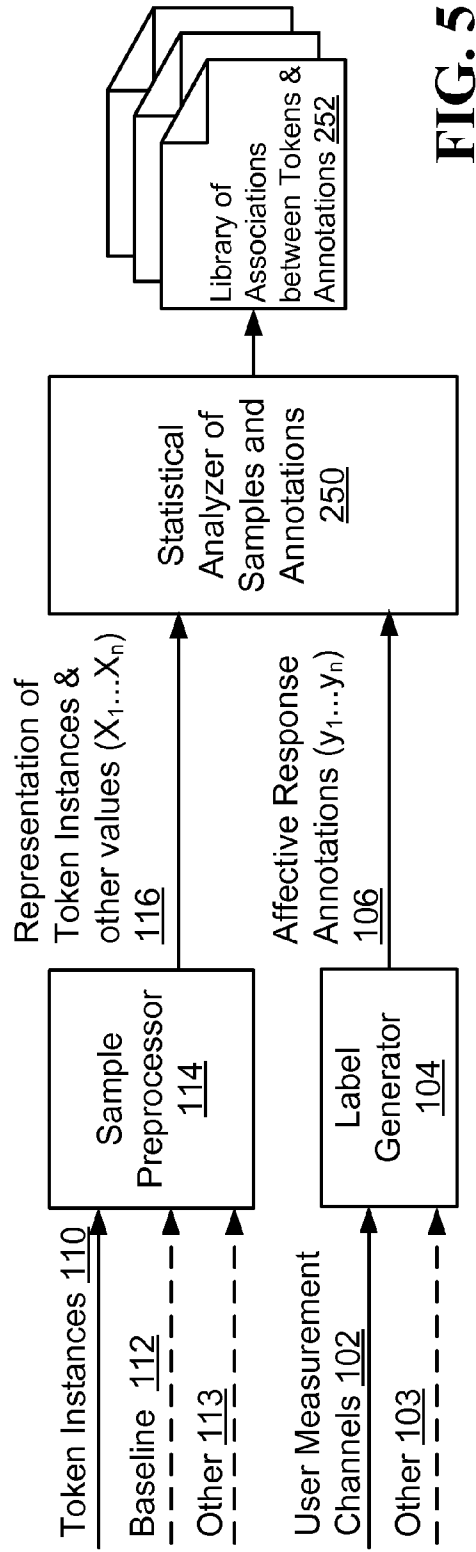 Token Instances 110
Baseline 112
Other 113
Sample
Preprocessor
114
Representation of
Token Instances &
other values (X₁...Xₙ)
116
User Measurement
Channels 102
Other 103
Label
Generator
104
Affective Response
Annotations (y₁...yₙ)
106
Statistical
Analyzer of
Samples and
Annotations
250
Library of
Associations
between Tokens &
Annotations 252
FIG. 5